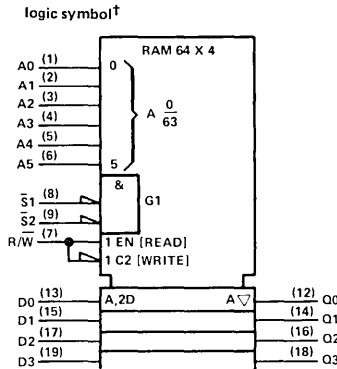 logic symbol†
RAM 64 X 4
A0 (1) 0
A1 (2)
A2 (3)
A3 (4)
A4 (5)
A5 (6) 5
A 0/63
&
S̅1 (8)
G1
S̅2 (9)
R/W̅ (7) 1 EN [READ]
1 C2 [WRITE]
D0 (13) A,2D A ▽ (12) Q0
D1 (15) (14) Q1
D2 (17) (16) Q2
D3 (19) (18) Q3